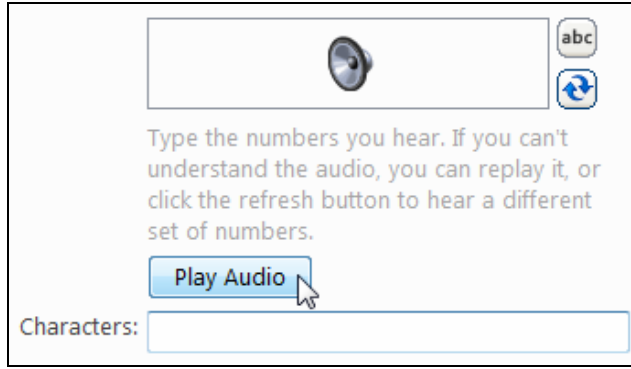 abc
Type the numbers you hear. If you can't
understand the audio, you can replay it, or
click the refresh button to hear a different
set of numbers.
Play Audio
Characters: